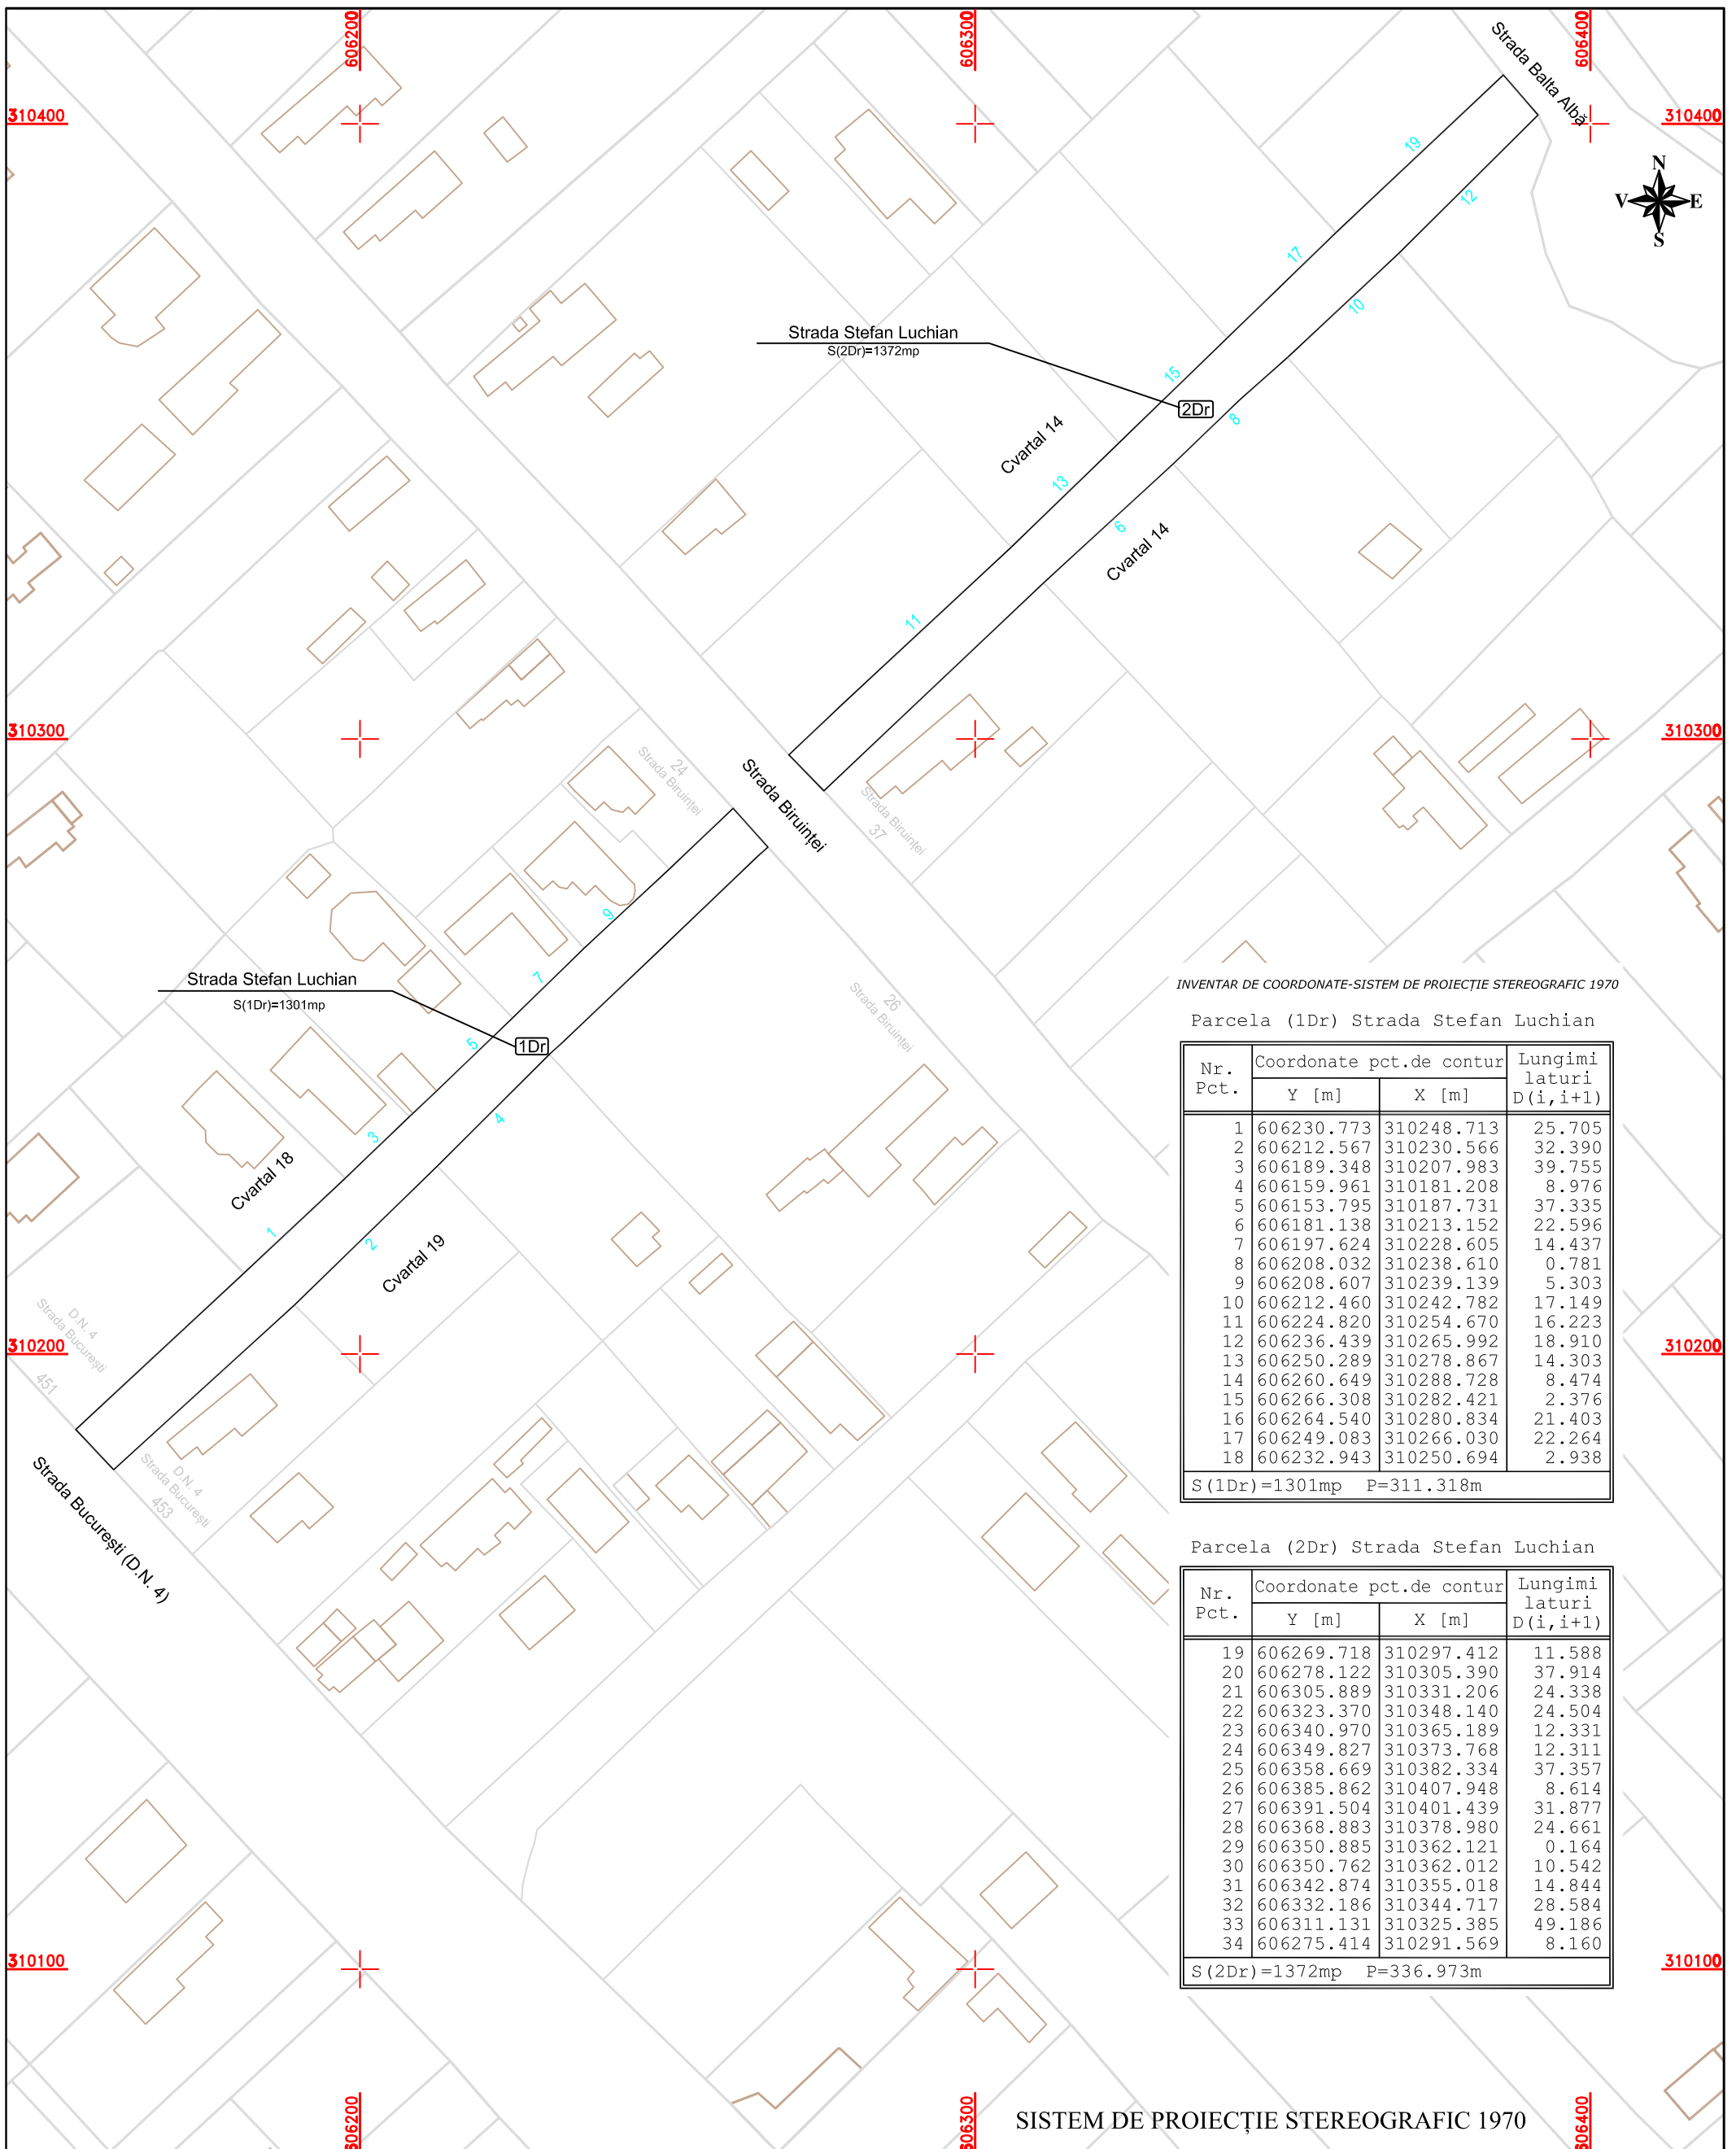 606200
606300
606400
Strada Balta Albă
310400
310400
19
12
N
V
E
S
17
10
Strada Stefan Luchian
S(2Dr)=1372mp
15
2Dr
8
Cvartal 14
13
6
Cvartal 14
11
310300
310300
24
Strada Biruinței
Strada Biruinței
Strada Biruinței
37
9
7
Strada Stefan Luchian
S(1Dr)=1301mp
5
1Dr
26
Strada Biruinței
4
3
Cvartal 18
1
2
Cvartal 19
D.N. 4
Strada București
451
310200
310200
D.N. 4
Strada București
453
Strada București (D.N. 4)
INVENTAR DE COORDONATE-SISTEM DE PROIECȚIE STEREOGRAFIC 1970
Parcela (1Dr) Strada Stefan Luchian
Nr. Pct. Coordonate pct.de contur Lungimi laturi D(i,i+1)
Y [m] X [m]
1 606230.773 310248.713 25.705
2 606212.567 310230.566 32.390
3 606189.348 310207.983 39.755
4 606159.961 310181.208 8.976
5 606153.795 310187.731 37.335
6 606181.138 310213.152 22.596
7 606197.624 310228.605 14.437
8 606208.032 310238.610 0.781
9 606208.607 310239.139 5.303
10 606212.460 310242.782 17.149
11 606224.820 310254.670 16.223
12 606236.439 310265.992 18.910
13 606250.289 310278.867 14.303
14 606260.649 310288.728 8.474
15 606266.308 310282.421 2.376
16 606264.540 310280.834 21.403
17 606249.083 310266.030 22.264
18 606232.943 310250.694 2.938
S(1Dr)=1301mp P=311.318m
Parcela (2Dr) Strada Stefan Luchian
Nr. Pct. Coordonate pct.de contur Lungimi laturi D(i,i+1)
Y [m] X [m]
19 606269.718 310297.412 11.588
20 606278.122 310305.390 37.914
21 606305.889 310331.206 24.338
22 606323.370 310348.140 24.504
23 606340.970 310365.189 12.331
24 606349.827 310373.768 12.311
25 606358.669 310382.334 37.357
26 606385.862 310407.948 8.614
27 606391.504 310401.439 31.877
28 606368.883 310378.980 24.661
29 606350.885 310362.121 0.164
30 606350.762 310362.012 10.542
31 606342.874 310355.018 14.844
32 606332.186 310344.717 28.584
33 606311.131 310325.385 49.186
34 606275.414 310291.569 8.160
S(2Dr)=1372mp P=336.973m
310100
310100
606200
606300
606400
SISTEM DE PROIECȚIE STEREOGRAFIC 1970